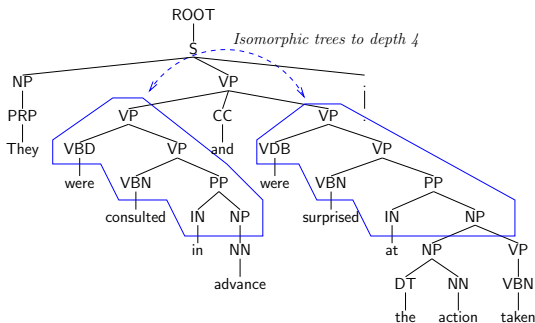 ROOT
Isomorphic trees to depth 4
S
NP VP .
PRP VP CC VP .
They VBD VP and VDB VP
were VBN PP were VBN PP
consulted IN NP surprised IN NP
in NN at NP VP
advance DT NN VBN
the action taken